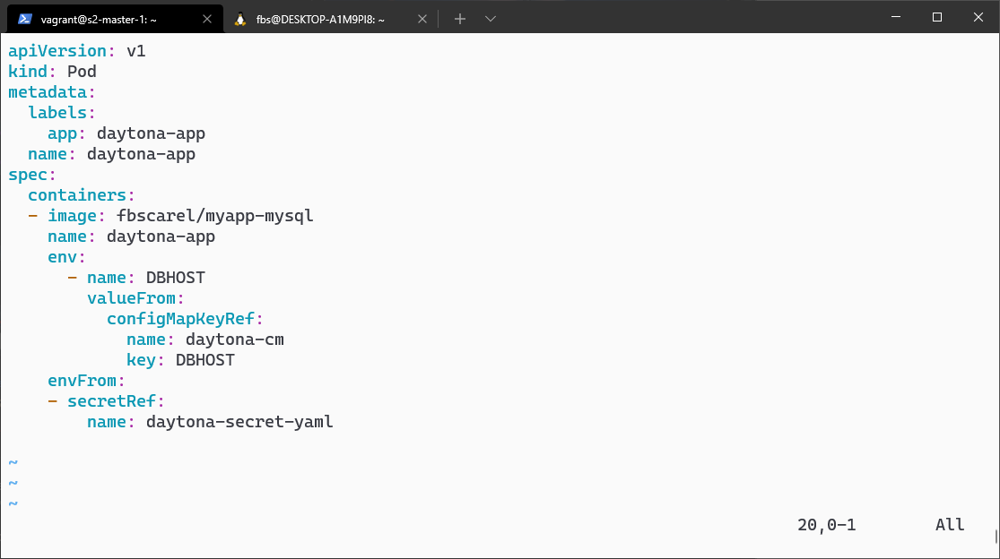 vagrant@s2-master-1: ~ fbs@DESKTOP-A1M9PI8: ~
apiVersion: v1
kind: Pod
metadata:
  labels:
    app: daytona-app
  name: daytona-app
spec:
  containers:
  - image: fbscarel/myapp-mysql
    name: daytona-app
    env:
      - name: DBHOST
        valueFrom:
          configMapKeyRef:
            name: daytona-cm
            key: DBHOST
    envFrom:
    - secretRef:
        name: daytona-secret-yaml
~
~
~
20,0-1 All